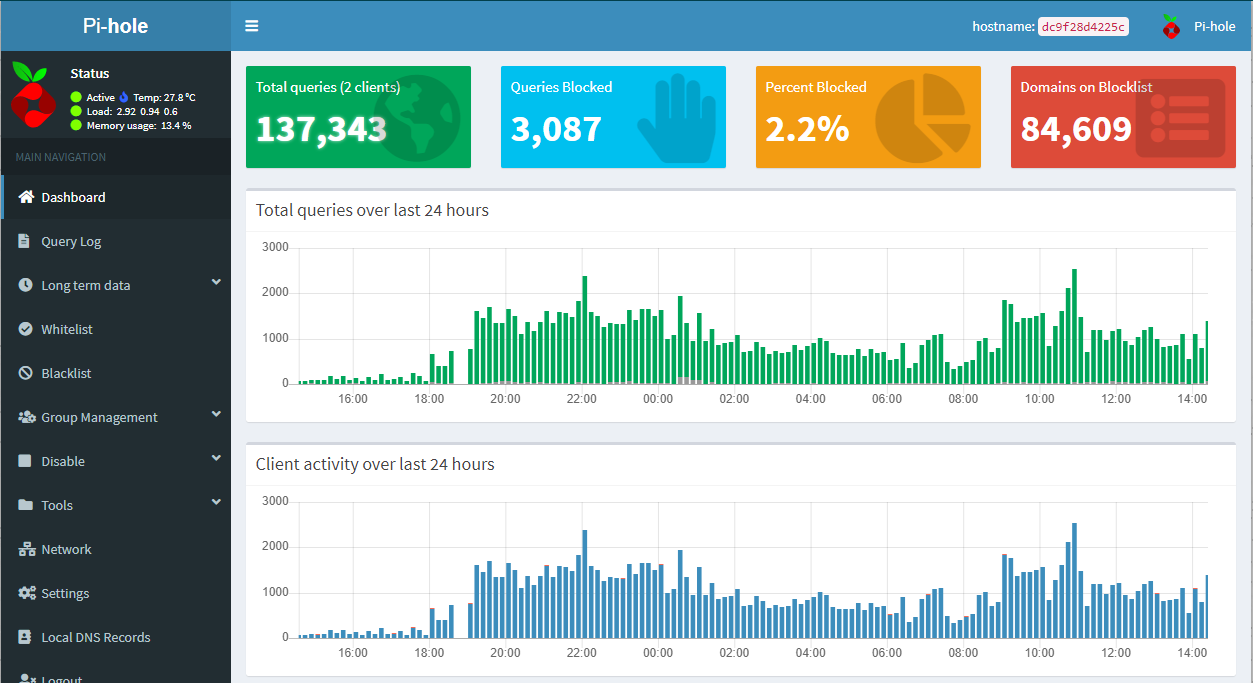 Pi-hole
hostname: dc9f28d4225c
Pi-hole
Status
Active Temp: 27.8 °C
Load: 2.92 0.94 0.6
Memory usage: 13.4 %
MAIN NAVIGATION
Dashboard
Query Log
Long term data
Whitelist
Blacklist
Group Management
Disable
Tools
Network
Settings
Local DNS Records
Logout
Total queries (2 clients)
137,343
Queries Blocked
3,087
Percent Blocked
2.2%
Domains on Blocklist
84,609
Total queries over last 24 hours
3000
2000
1000
0
16:00 18:00 20:00 22:00 00:00 02:00 04:00 06:00 08:00 10:00 12:00 14:00
Client activity over last 24 hours
3000
2000
1000
0
16:00 18:00 20:00 22:00 00:00 02:00 04:00 06:00 08:00 10:00 12:00 14:00